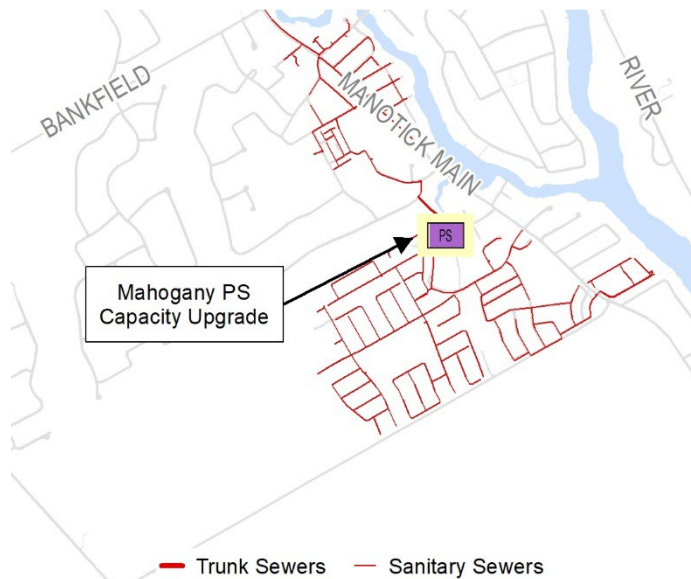 BANKFIELD
MANOTICK MAIN
RIVER
PS
Mahogany PS
Capacity Upgrade
Trunk Sewers
Sanitary Sewers